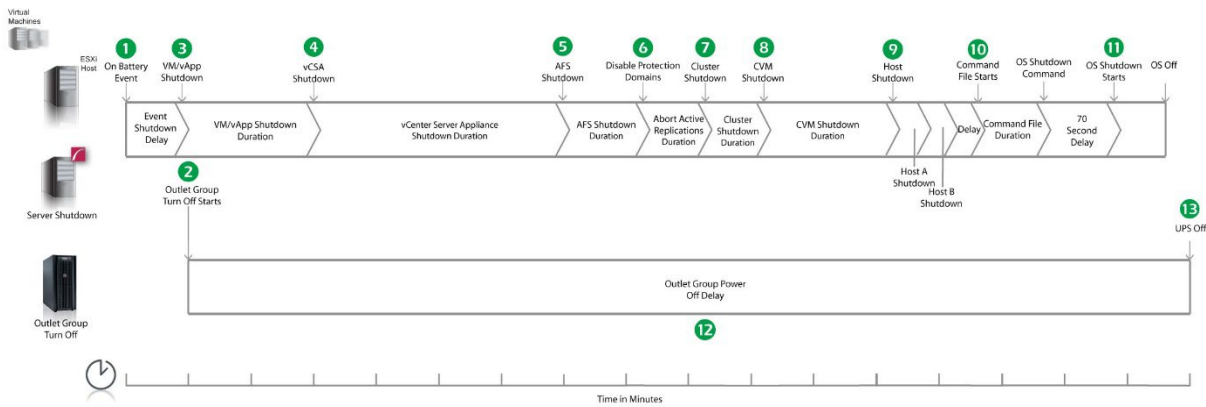 Virtual
Machines
ESXi
Host
1
On Battery
Event
3
VM/vApp
Shutdown
4
vCSA
Shutdown
5
AFS
Shutdown
6
Disable Protection
Domains
7
Cluster
Shutdown
8
CVM
Shutdown
9
Host
Shutdown
10
Command
File Starts
OS Shutdown
Command
11
OS Shutdown
Starts
OS Off
Event
Shutdown
Delay
VM/vApp Shutdown
Duration
vCenter Server Appliance
Shutdown Duration
AFS Shutdown
Duration
Abort Active
Replications
Duration
Cluster
Shutdown
Duration
CVM Shutdown
Duration
Delay
Command File
Duration
70
Second
Delay
Host A
Shutdown
Host B
Shutdown
Server Shutdown
2
Outlet Group
Turn Off Starts
13
UPS Off
Outlet Group Power
Off Delay
12
Outlet Group
Turn Off
Time in Minutes